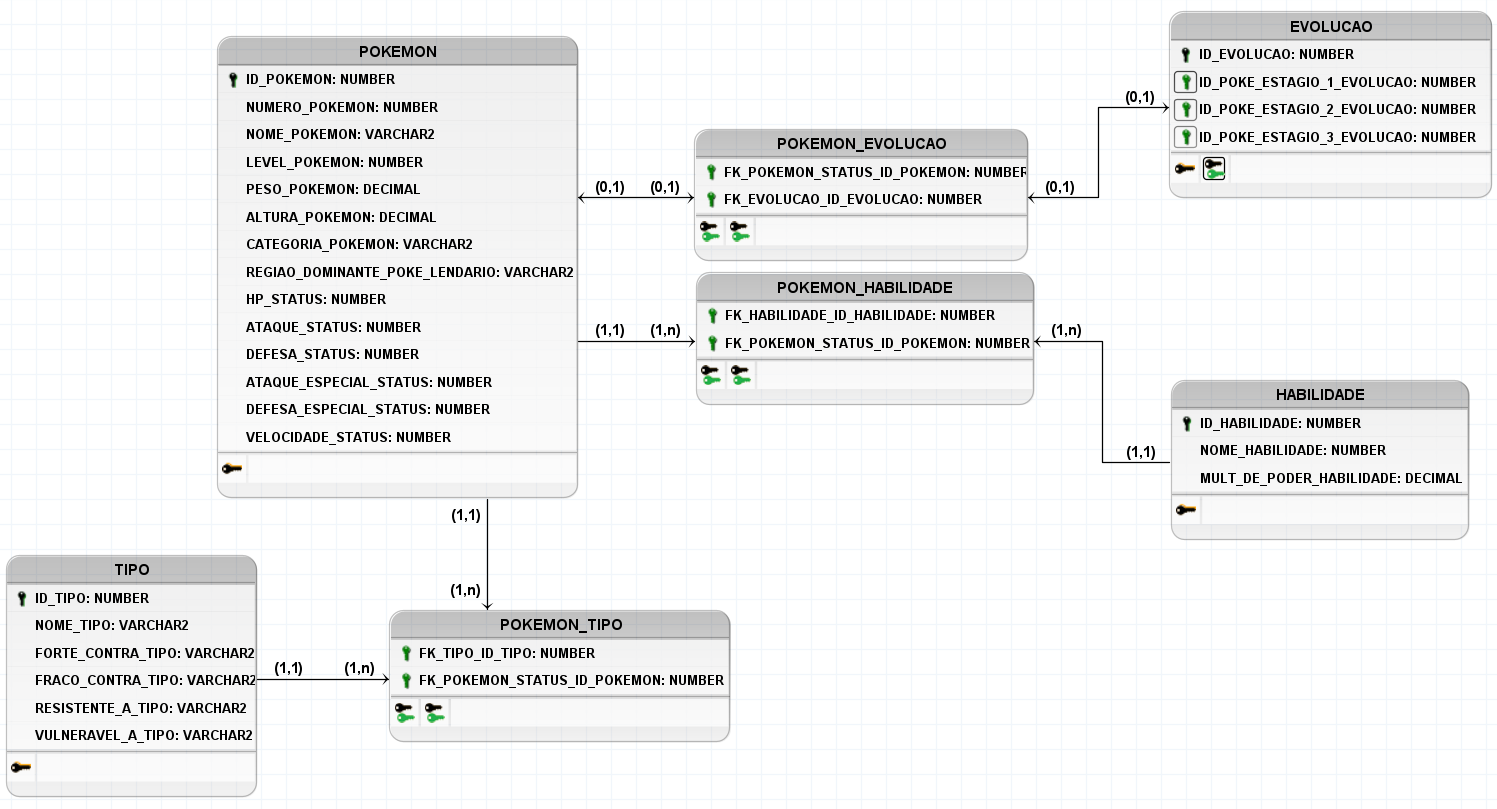 POKEMON
ID_POKEMON: NUMBER
NUMERO_POKEMON: NUMBER
NOME_POKEMON: VARCHAR2
LEVEL_POKEMON: NUMBER
PESO_POKEMON: DECIMAL
ALTURA_POKEMON: DECIMAL
CATEGORIA_POKEMON: VARCHAR2
REGIAO_DOMINANTE_POKE_LENDARIO: VARCHAR2
HP_STATUS: NUMBER
ATAQUE_STATUS: NUMBER
DEFESA_STATUS: NUMBER
ATAQUE_ESPECIAL_STATUS: NUMBER
DEFESA_ESPECIAL_STATUS: NUMBER
VELOCIDADE_STATUS: NUMBER
(0,1)
(0,1)
POKEMON_EVOLUCAO
FK_POKEMON_STATUS_ID_POKEMON: NUMBER
FK_EVOLUCAO_ID_EVOLUCAO: NUMBER
(0,1)
(0,1)
EVOLUCAO
ID_EVOLUCAO: NUMBER
ID_POKE_ESTAGIO_1_EVOLUCAO: NUMBER
ID_POKE_ESTAGIO_2_EVOLUCAO: NUMBER
ID_POKE_ESTAGIO_3_EVOLUCAO: NUMBER
(1,1)
(1,n)
POKEMON_HABILIDADE
FK_HABILIDADE_ID_HABILIDADE: NUMBER
FK_POKEMON_STATUS_ID_POKEMON: NUMBER
(1,n)
(1,1)
HABILIDADE
ID_HABILIDADE: NUMBER
NOME_HABILIDADE: NUMBER
MULT_DE_PODER_HABILIDADE: DECIMAL
(1,1)
(1,n)
TIPO
ID_TIPO: NUMBER
NOME_TIPO: VARCHAR2
FORTE_CONTRA_TIPO: VARCHAR2
FRACO_CONTRA_TIPO: VARCHAR2
RESISTENTE_A_TIPO: VARCHAR2
VULNERAVEL_A_TIPO: VARCHAR2
(1,1)
(1,n)
POKEMON_TIPO
FK_TIPO_ID_TIPO: NUMBER
FK_POKEMON_STATUS_ID_POKEMON: NUMBER